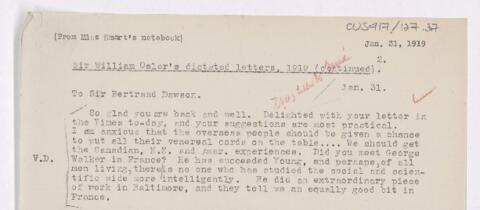 CUS417/127.37
(From Miss Smart's notebook)
Jan. 31, 1919
2.
Sir William Osler's dictated letters, 1919 (continued)
Jan. 31.
To Sir Bertrand Dawson.
So glad you are back and well. Delighted with your letter in
the Times to-day, and your suggestions are most practical.
I am anxious that the overseas people should be given a chance
to put all their venereal cards on the table.... We should get
the Canadian, N.Z. and Amer. experiences. Did you meet George
V.D. Walker in France? He has succeeded Young, and perhaps, of all
men living, there is no one who has studied the social and scien-
tific side more intelligently. He did an extraordinary piece
of work in Baltimore, and they tell us an equally good bit in
France.